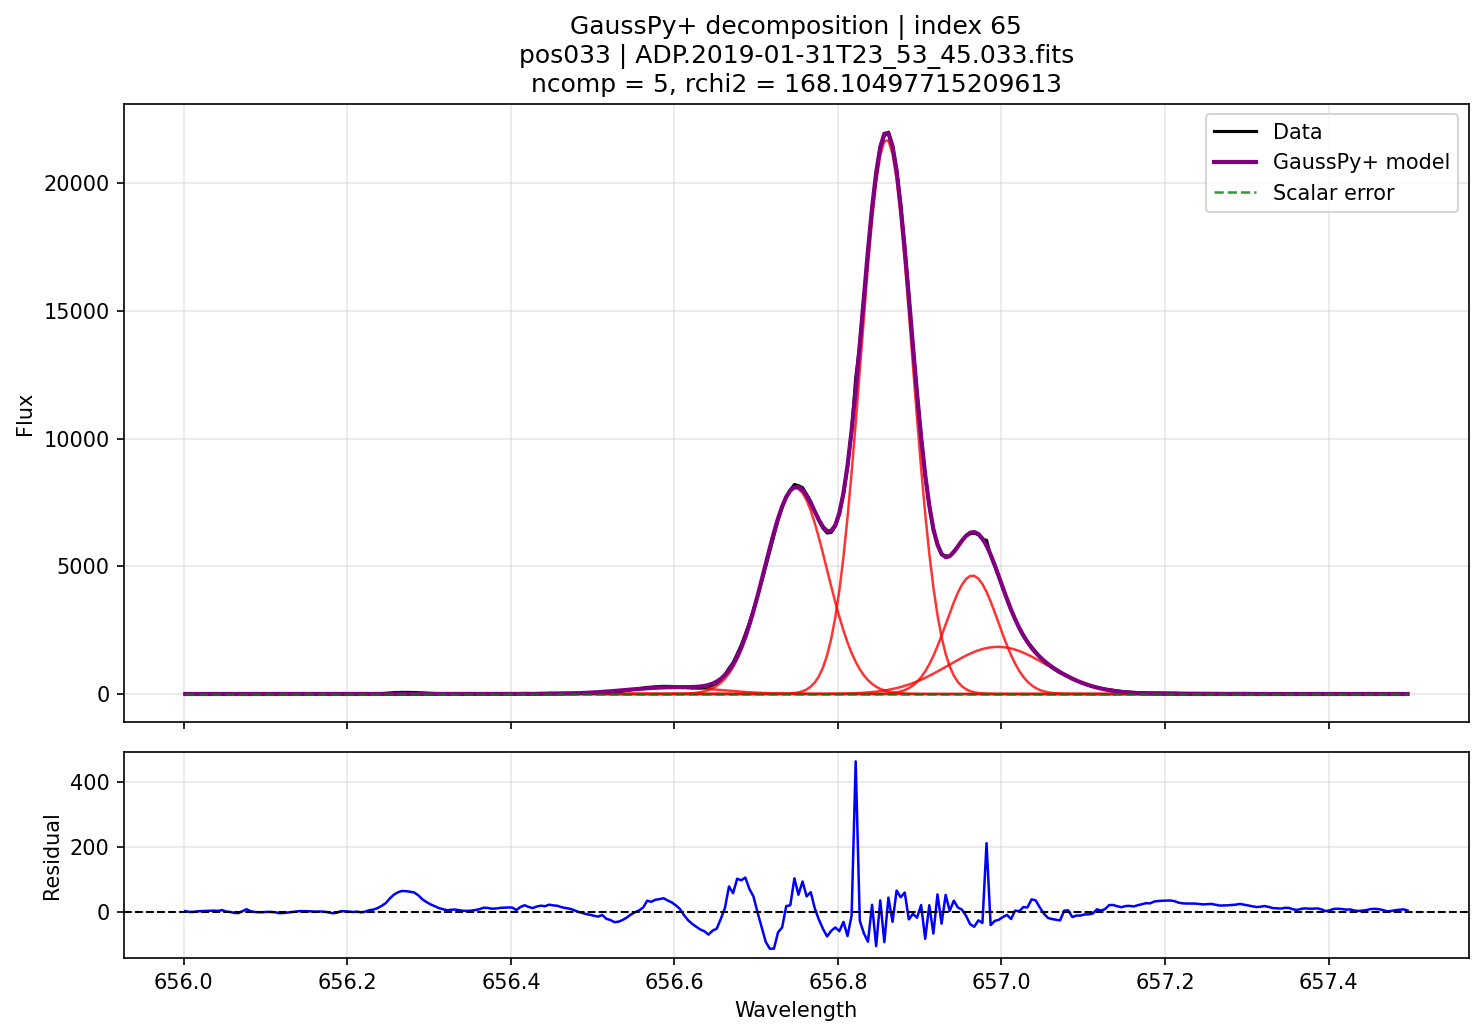 GaussPy+ decomposition | index 65
pos033 | ADP.2019-01-31T23_53_45.033.fits
ncomp = 5, rchi2 = 168.10497715209613
Data
GaussPy+ model
Scalar error
Flux
20000
15000
10000
5000
0
Residual
400
200
0
656.0 656.2 656.4 656.6 656.8 657.0 657.2 657.4
Wavelength